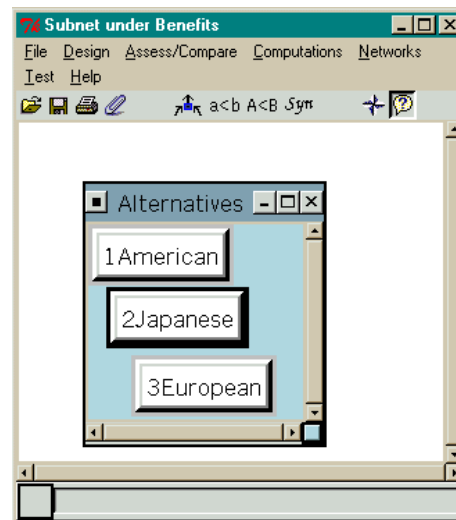 Subnet under Benefits
File Design Assess/Compare Computations Networks
Test Help
a<b A<B Syn
Alternatives
1American
2Japanese
3European